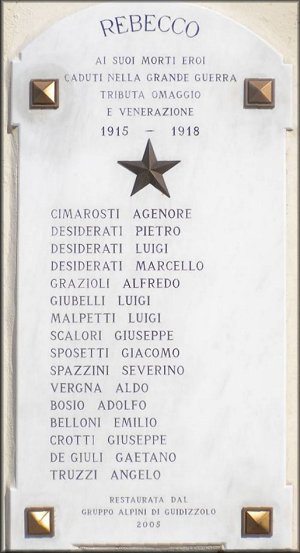 REBECCO
AI SUOI MORTI EROI
CADUTI NELLA GRANDE GUERRA
TRIBUTA OMAGGIO
E VENERAZIONE
1915 – 1918
CIMAROSTI AGENORE
DESIDERATI PIETRO
DESIDERATI LUIGI
DESIDERATI MARCELLO
GRAZIOLI ALFREDO
GIUBELLI LUIGI
MALPETTI LUIGI
SCALORI GIUSEPPE
SPOSETTI GIACOMO
SPAZZINI SEVERINO
VERGNA ALDO
BOSIO ADOLFO
BELLONI EMILIO
CROTTI GIUSEPPE
DE GIULI GAETANO
TRUZZI ANGELO
RESTAURATA DAL
GRUPPO ALPINI DI GUIDIZZOLO
2005